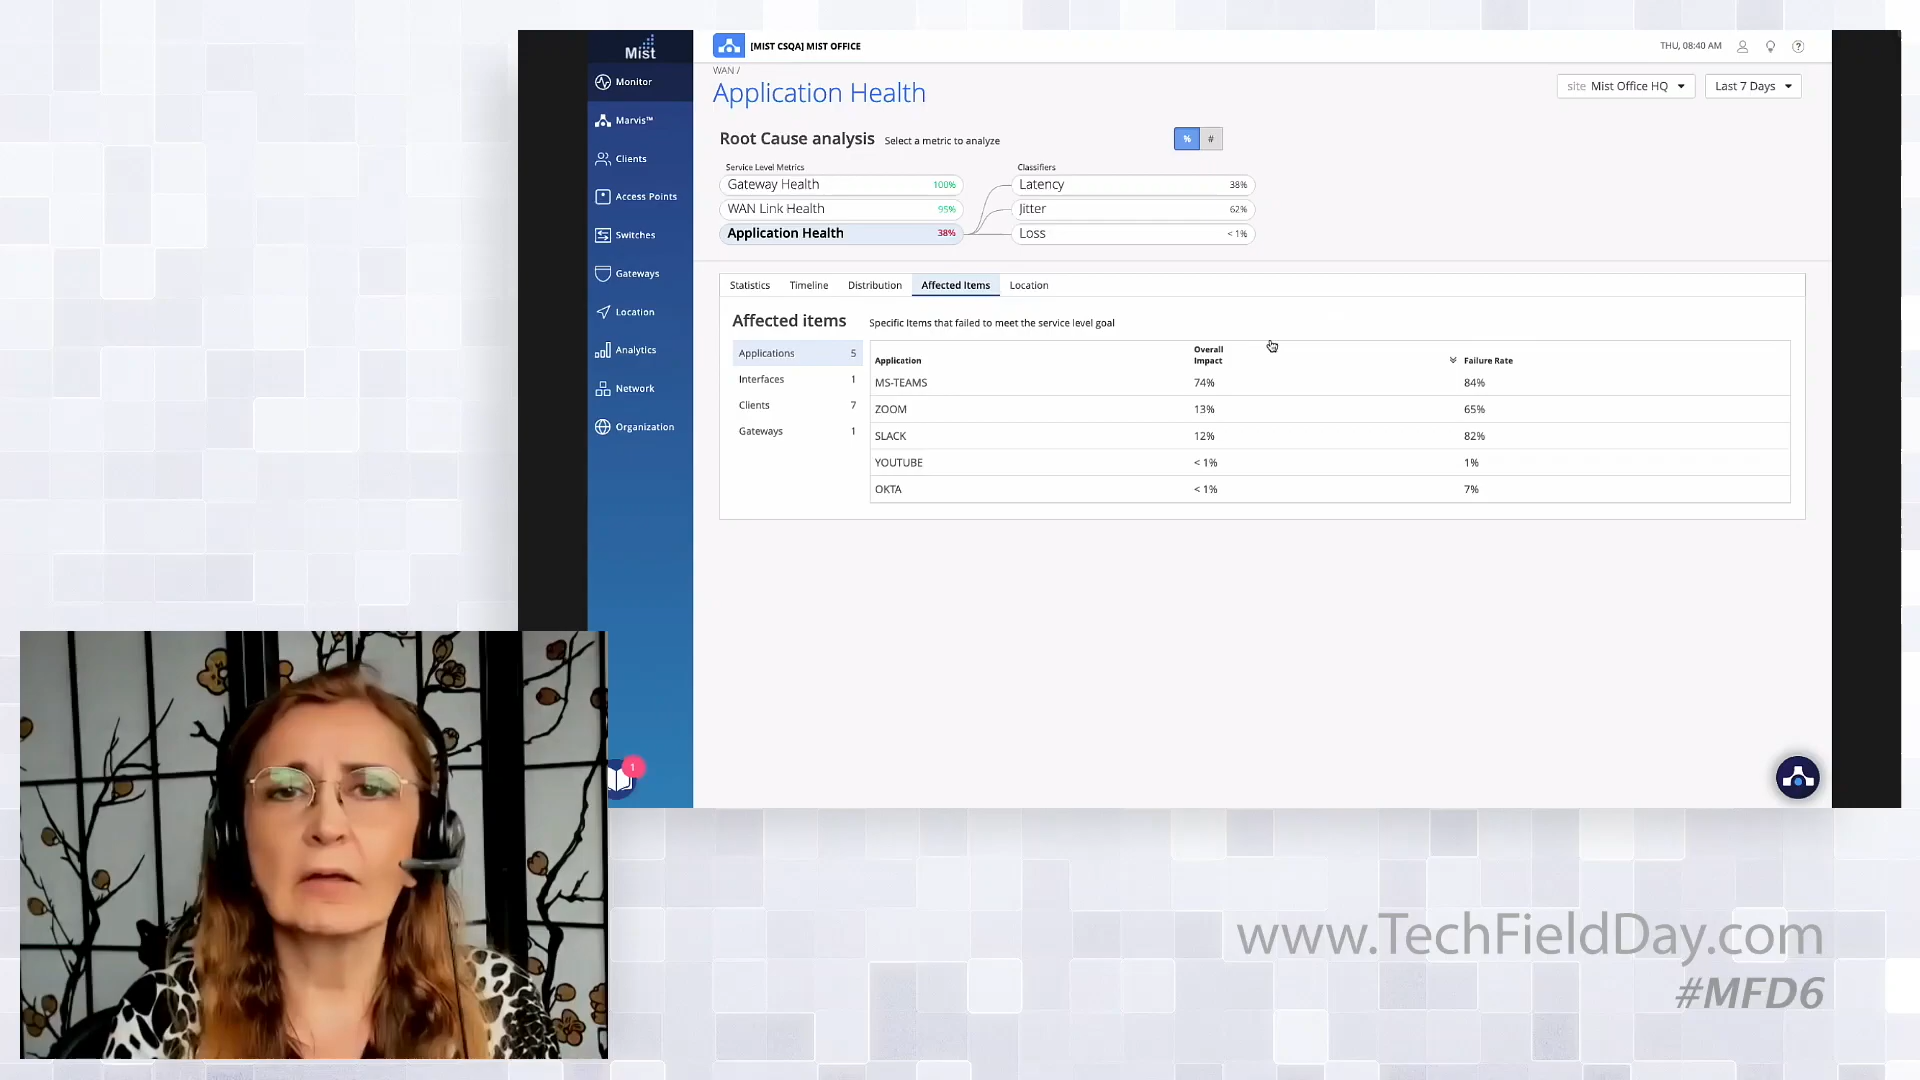 Mist
[MIST CSQA] MIST OFFICE
THU, 08:40 AM
Monitor
Marvis™
Clients
Access Points
Switches
Gateways
Location
Analytics
Network
Organization
1
WAN /
Application Health
site Mist Office HQ
Last 7 Days
Root Cause analysis Select a metric to analyze
% #
Service Level Metrics
Gateway Health 100%
WAN Link Health 95%
Application Health 38%
Classifiers
Latency 38%
Jitter 62%
Loss < 1%
Statistics Timeline Distribution Affected Items Location
Affected items Specific items that failed to meet the service level goal
Applications 5
Interfaces 1
Clients 7
Gateways 1
Application Overall Impact Failure Rate
MS-TEAMS 74% 84%
ZOOM 13% 65%
SLACK 12% 82%
YOUTUBE < 1% 1%
OKTA < 1% 7%
www.TechFieldDay.com
#MFD6